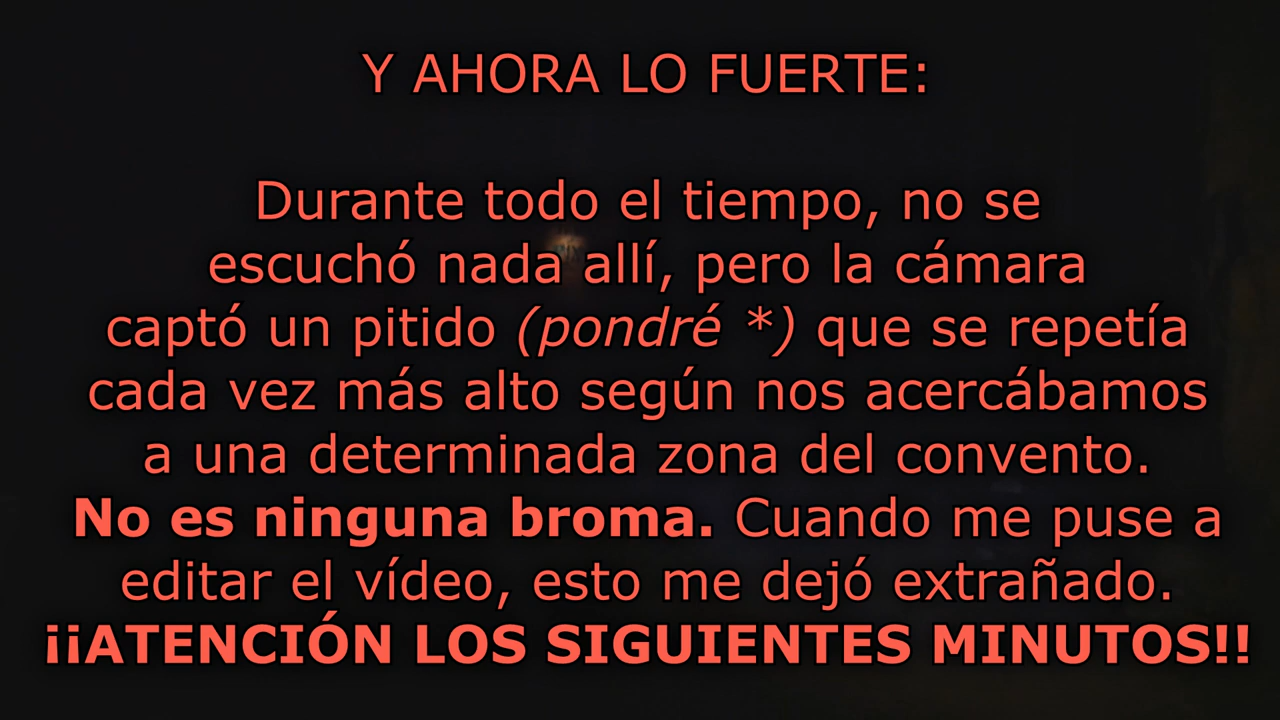 Y AHORA LO FUERTE:
Durante todo el tiempo, no se
escuchó nada allí, pero la cámara
captó un pitido (pondré *) que se repetía
cada vez más alto según nos acercábamos
a una determinada zona del convento.
No es ninguna broma. Cuando me puse a
editar el vídeo, esto me dejó extrañado.
¡¡ATENCIÓN LOS SIGUIENTES MINUTOS!!